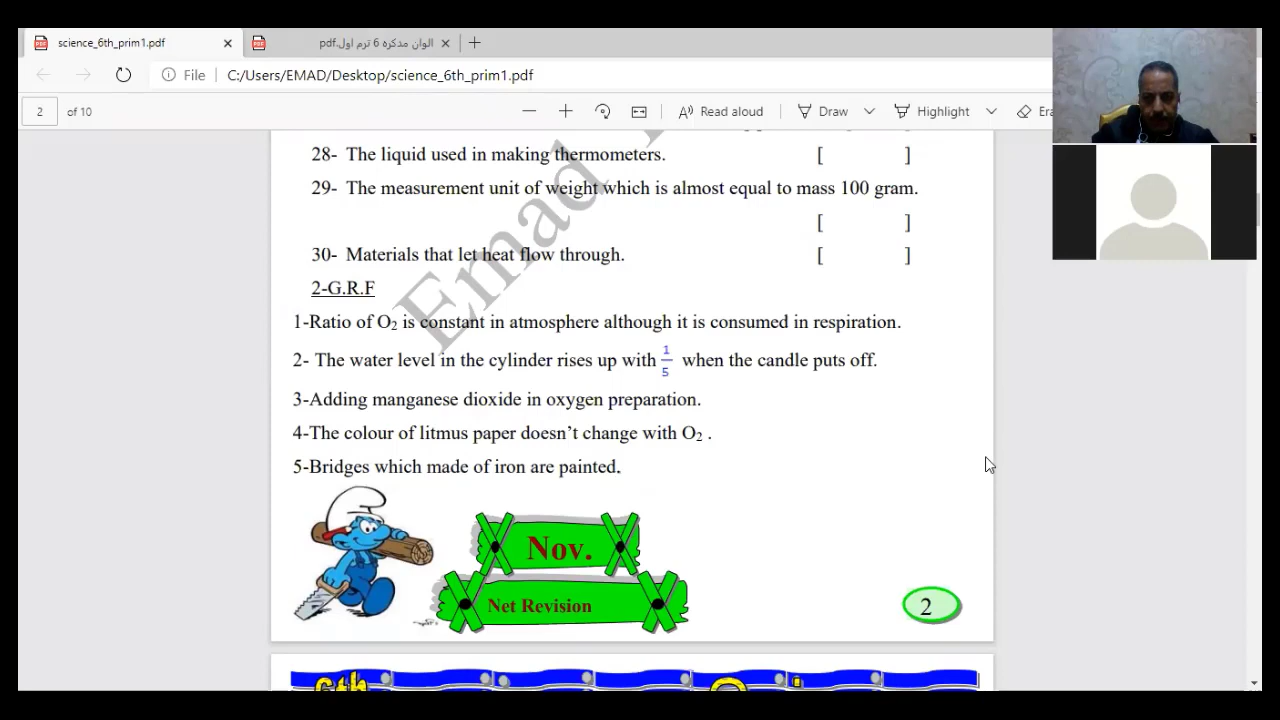 science_6th_prim1.pdf
الوان مذكره 6 ترم اول.pdf
File
C:/Users/EMAD/Desktop/science_6th_prim1.pdf
2 of 10
Read aloud
Draw
Highlight
28- The liquid used in making thermometers. [ ]
29- The measurement unit of weight which is almost equal to mass 100 gram.
[ ]
30- Materials that let heat flow through. [ ]
2-G.R.F
1-Ratio of O2 is constant in atmosphere although it is consumed in respiration.
2- The water level in the cylinder rises up with 1/5 when the candle puts off.
3-Adding manganese dioxide in oxygen preparation.
4-The colour of litmus paper doesn't change with O2 .
5-Bridges which made of iron are painted.
Emad
Nov.
Net Revision
2
6th